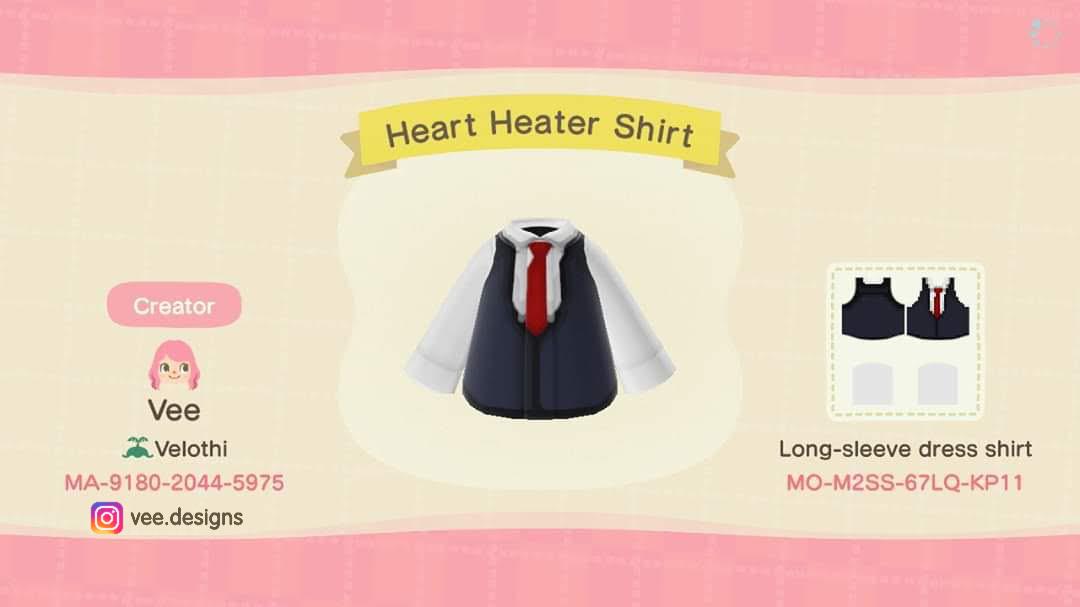 Heart Heater Shirt
Creator
Vee
Velothi
MA-9180-2044-5975
vee.designs
Long-sleeve dress shirt
MO-M2SS-67LQ-KP11